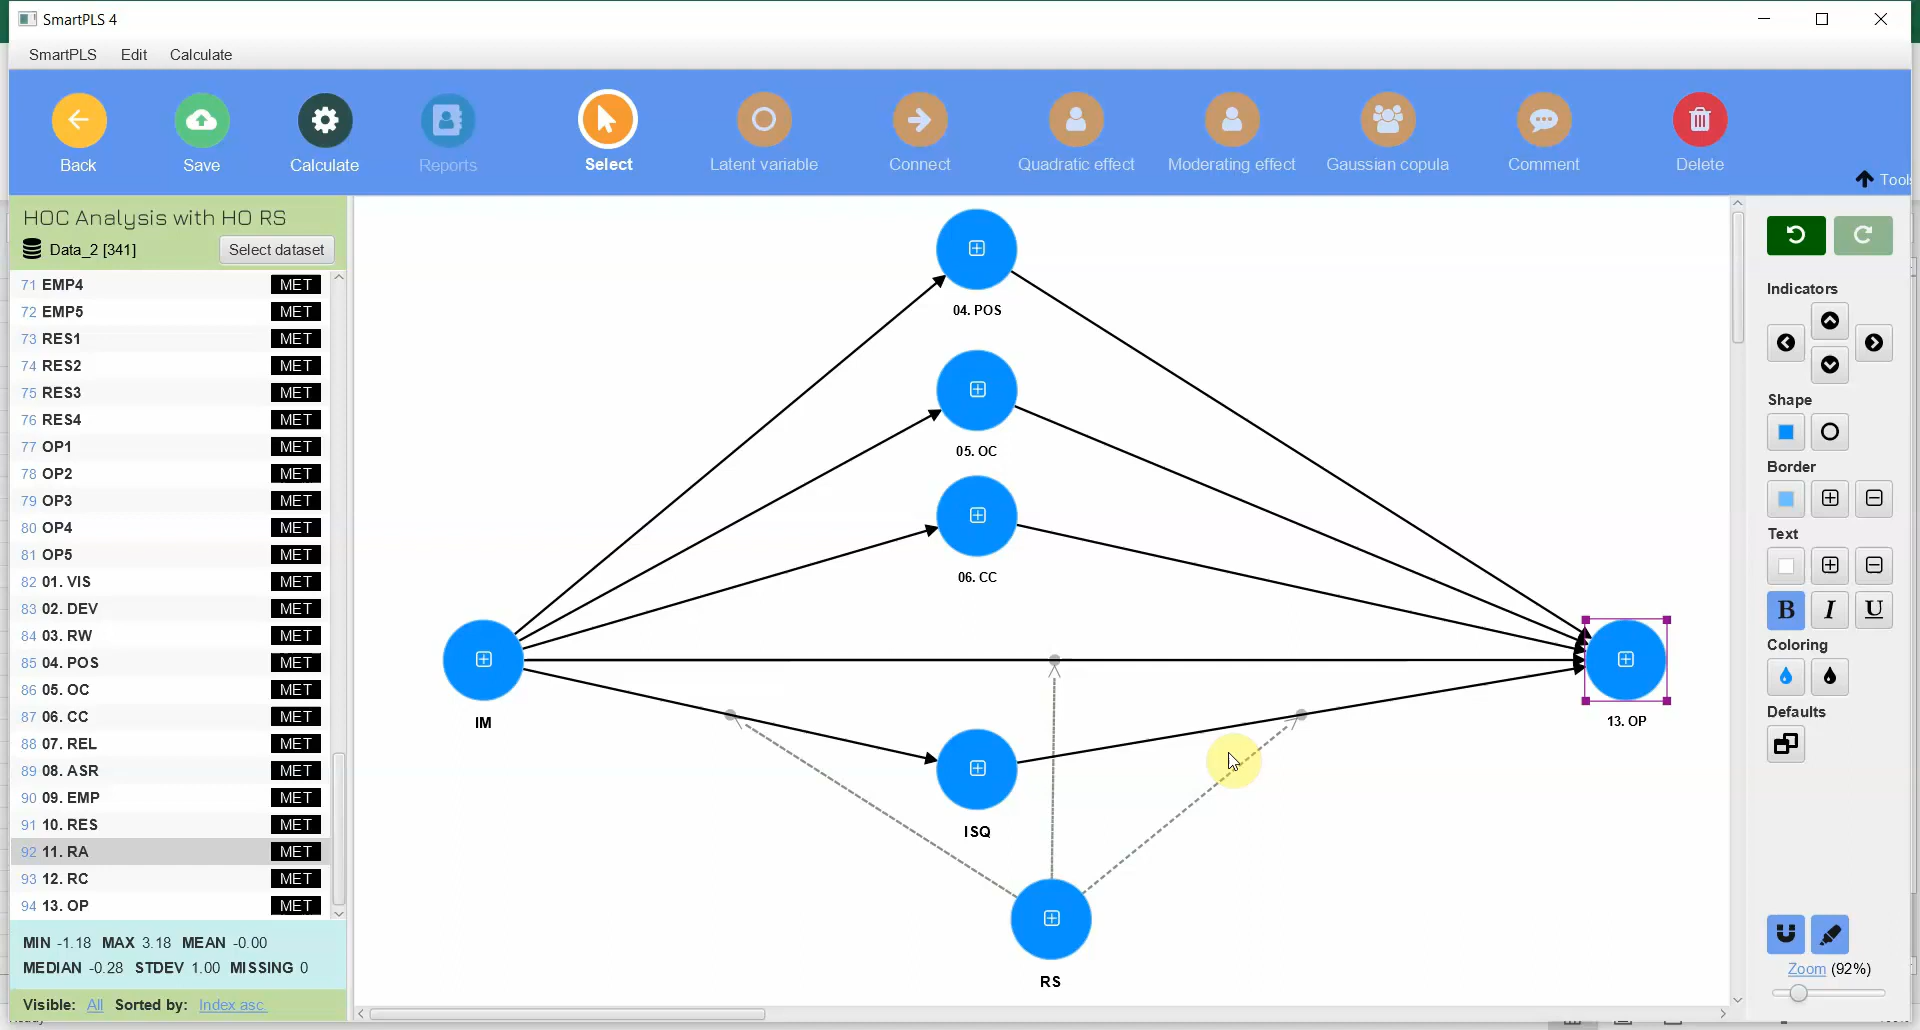 SmartPLS 4
SmartPLS Edit Calculate
Back Save Calculate Reports Select Latent variable Connect Quadratic effect Moderating effect Gaussian copula Comment Delete
HOC Analysis with HO RS
Data_2 [341] Select dataset
71 EMP4 MET
72 EMP5 MET
73 RES1 MET
74 RES2 MET
75 RES3 MET
76 RES4 MET
77 OP1 MET
78 OP2 MET
79 OP3 MET
80 OP4 MET
81 OP5 MET
82 01. VIS MET
83 02. DEV MET
84 03. RW MET
85 04. POS MET
86 05. OC MET
87 06. CC MET
88 07. REL MET
89 08. ASR MET
90 09. EMP MET
91 10. RES MET
92 11. RA MET
93 12. RC MET
94 13. OP MET
MIN -1.18 MAX 3.18 MEAN -0.00
MEDIAN -0.28 STDEV 1.00 MISSING 0
Visible: All Sorted by: Index asc.
04. POS
05. OC
06. CC
IM
13. OP
ISQ
RS
Indicators
Shape
Border
Text
B I U
Coloring
Defaults
Zoom (92%)